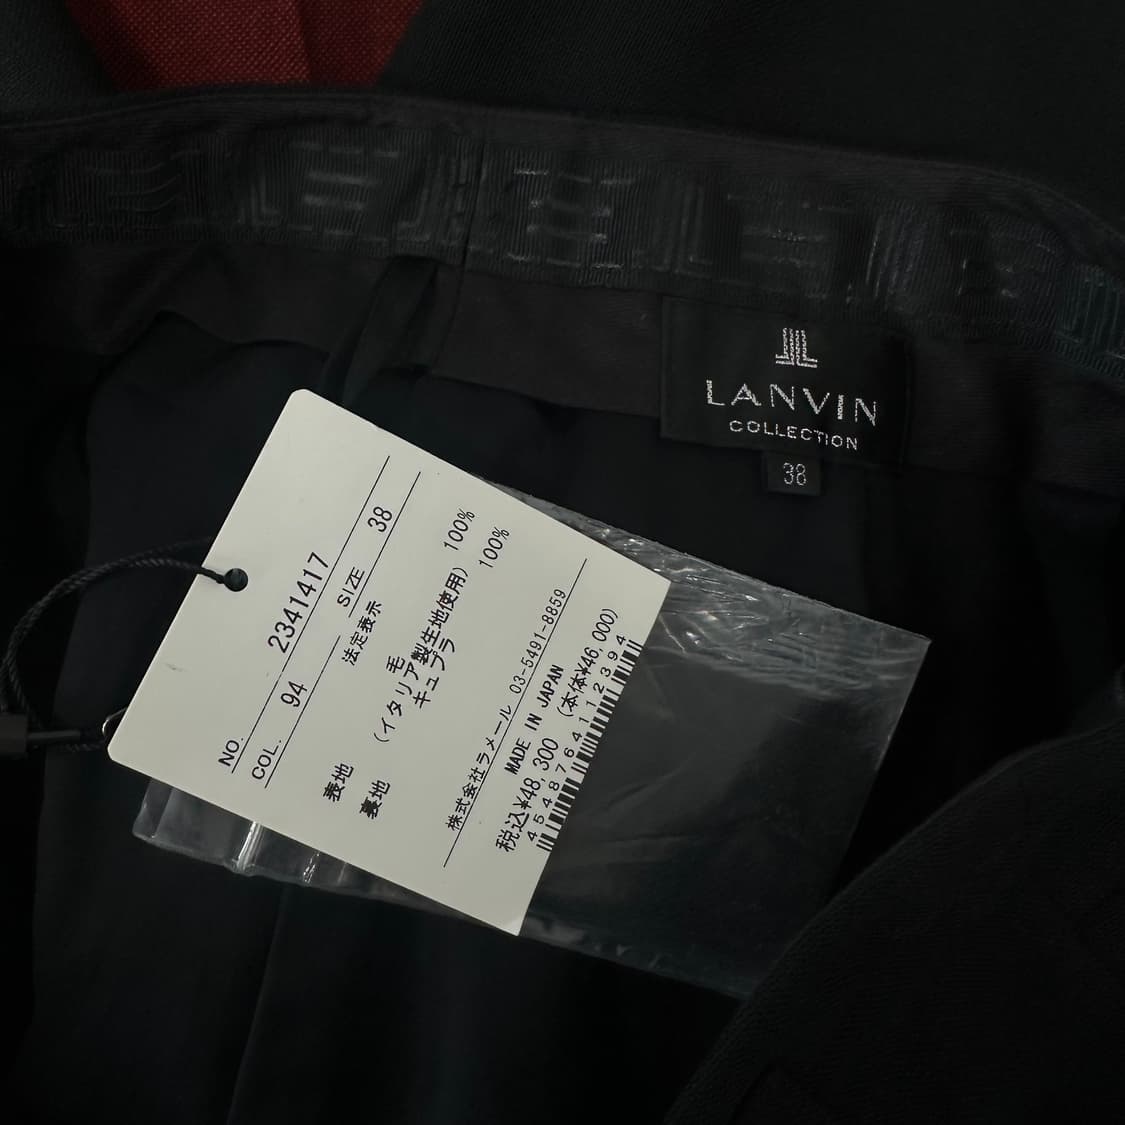 LANVIN
COLLECTION
38
NO. 2341417
COL. 94 SIZE 38
法定表示
表地 毛 100%
(イタリア製生地使用)
裏地 キュプラ 100%
株式会社ラメール 03-5491-8859
MADE IN JAPAN
税込¥48,300 (本体¥46,000)
4548764112394